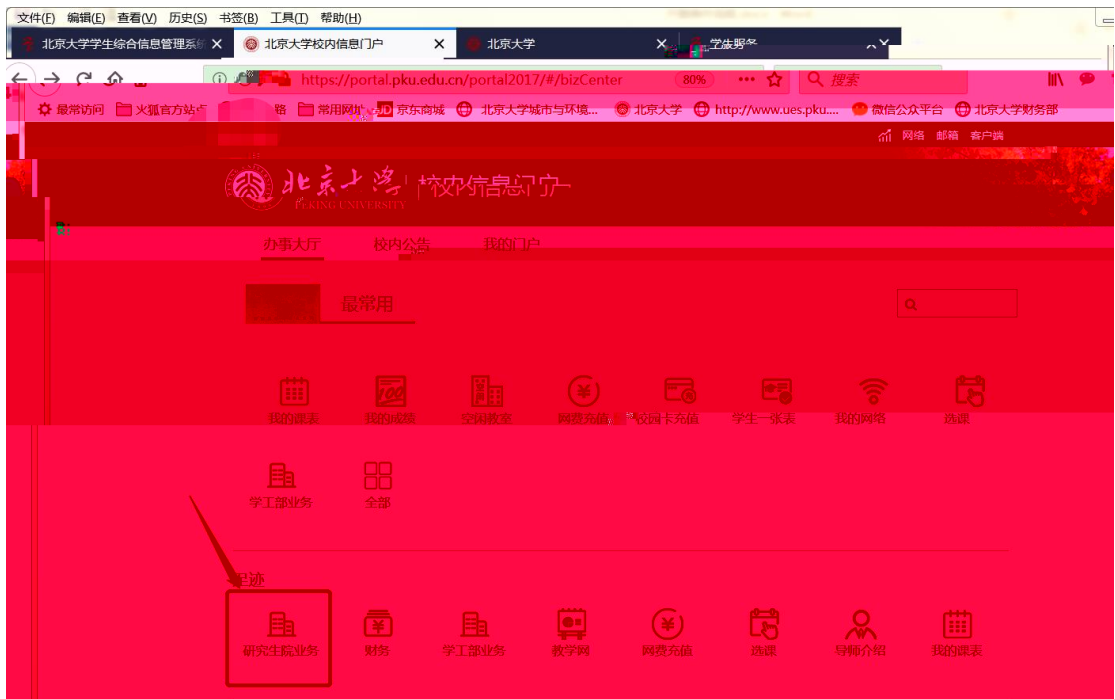 文件(F) 编辑(E) 查看(V) 历史(S) 书签(B) 工具(T) 帮助(H)
北京大学学生综合信息管理系统 北京大学校内信息门户 北京大学
https://portal.pku.edu.cn/portal2017/#/bizCenter 80% 搜索
最常访问 火狐官方站点 常用网址 JD 京东商城 北京大学城市与环境... 北京大学 http://www.ues.pku.... 微信公众平台 北京大学财务部
网络 邮箱 客户端
北京大学 校内信息门户
PEKING UNIVERSITY
办事大厅 校内公告 我的门户
最常用
我的课表 我的成绩 空闲教室 网费充值 校园卡充值 学生一张表 我的网络 选课
学工部业务 全部
足迹
研究生院业务 财务 学工部业务 教学网 网费充值 选课 导师介绍 我的课表